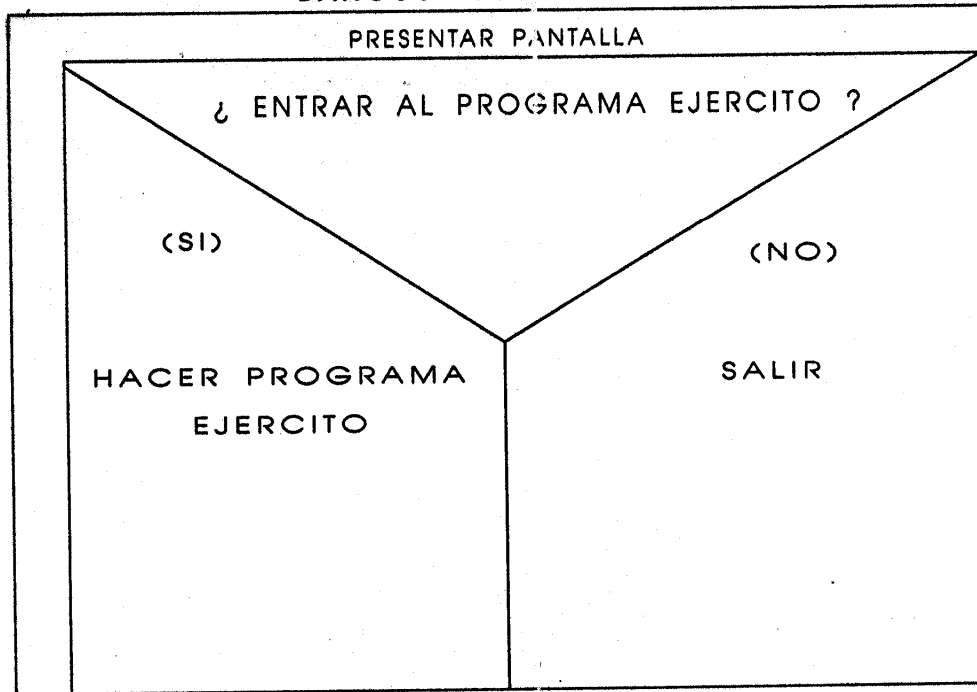 PRESENTAR PANTALLA
¿ ENTRAR AL PROGRAMA EJERCITO ?
(SI)
(NO)
HACER PROGRAMA
EJERCITO
SALIR